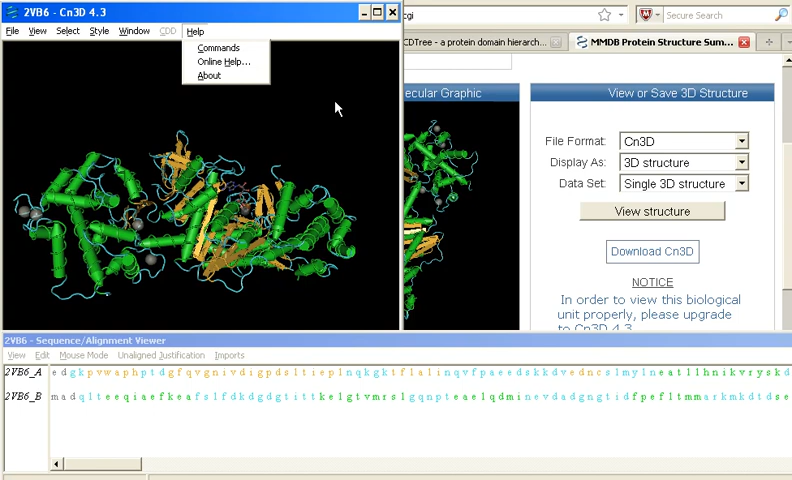 2VB6 - Cn3D 4.3
File View Select Style Window CDD Help
Commands
Online Help...
About
cgi
Secure Search
CDTree - a protein domain hierarch...
MMDB Protein Structure Sum...
ecular Graphic
View or Save 3D Structure
File Format: Cn3D
Display As: 3D structure
Data Set: Single 3D structure
View structure
Download Cn3D
NOTICE
In order to view this biological
unit properly, please upgrade
to Cn3D 4.3
2VB6 - Sequence/Alignment Viewer
View Edit Mouse Mode Unaligned Justification Imports
2VB6_A edgkpvwaphptdgfqvgnivdigpdsltieplnqkgktflalinqvfpaeedskkdvedncslmylneatllhnikvryskd
2VB6_B madqlteeqiaefkeafslfdkdgdgtittkelgtvmrslgqnpteaelqdminevdadgngtidfpefltmmarkmkdtdse